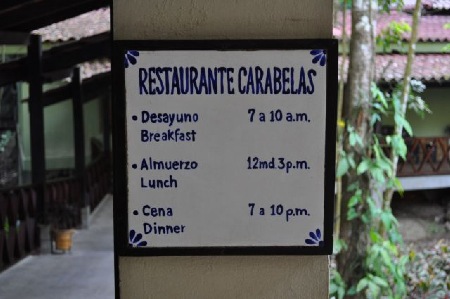 RESTAURANTE CARABELAS
• Desayuno 7 a 10 a.m.
Breakfast
• Almuerzo 12md.3p.m.
Lunch
• Cena 7 a 10 p.m.
Dinner